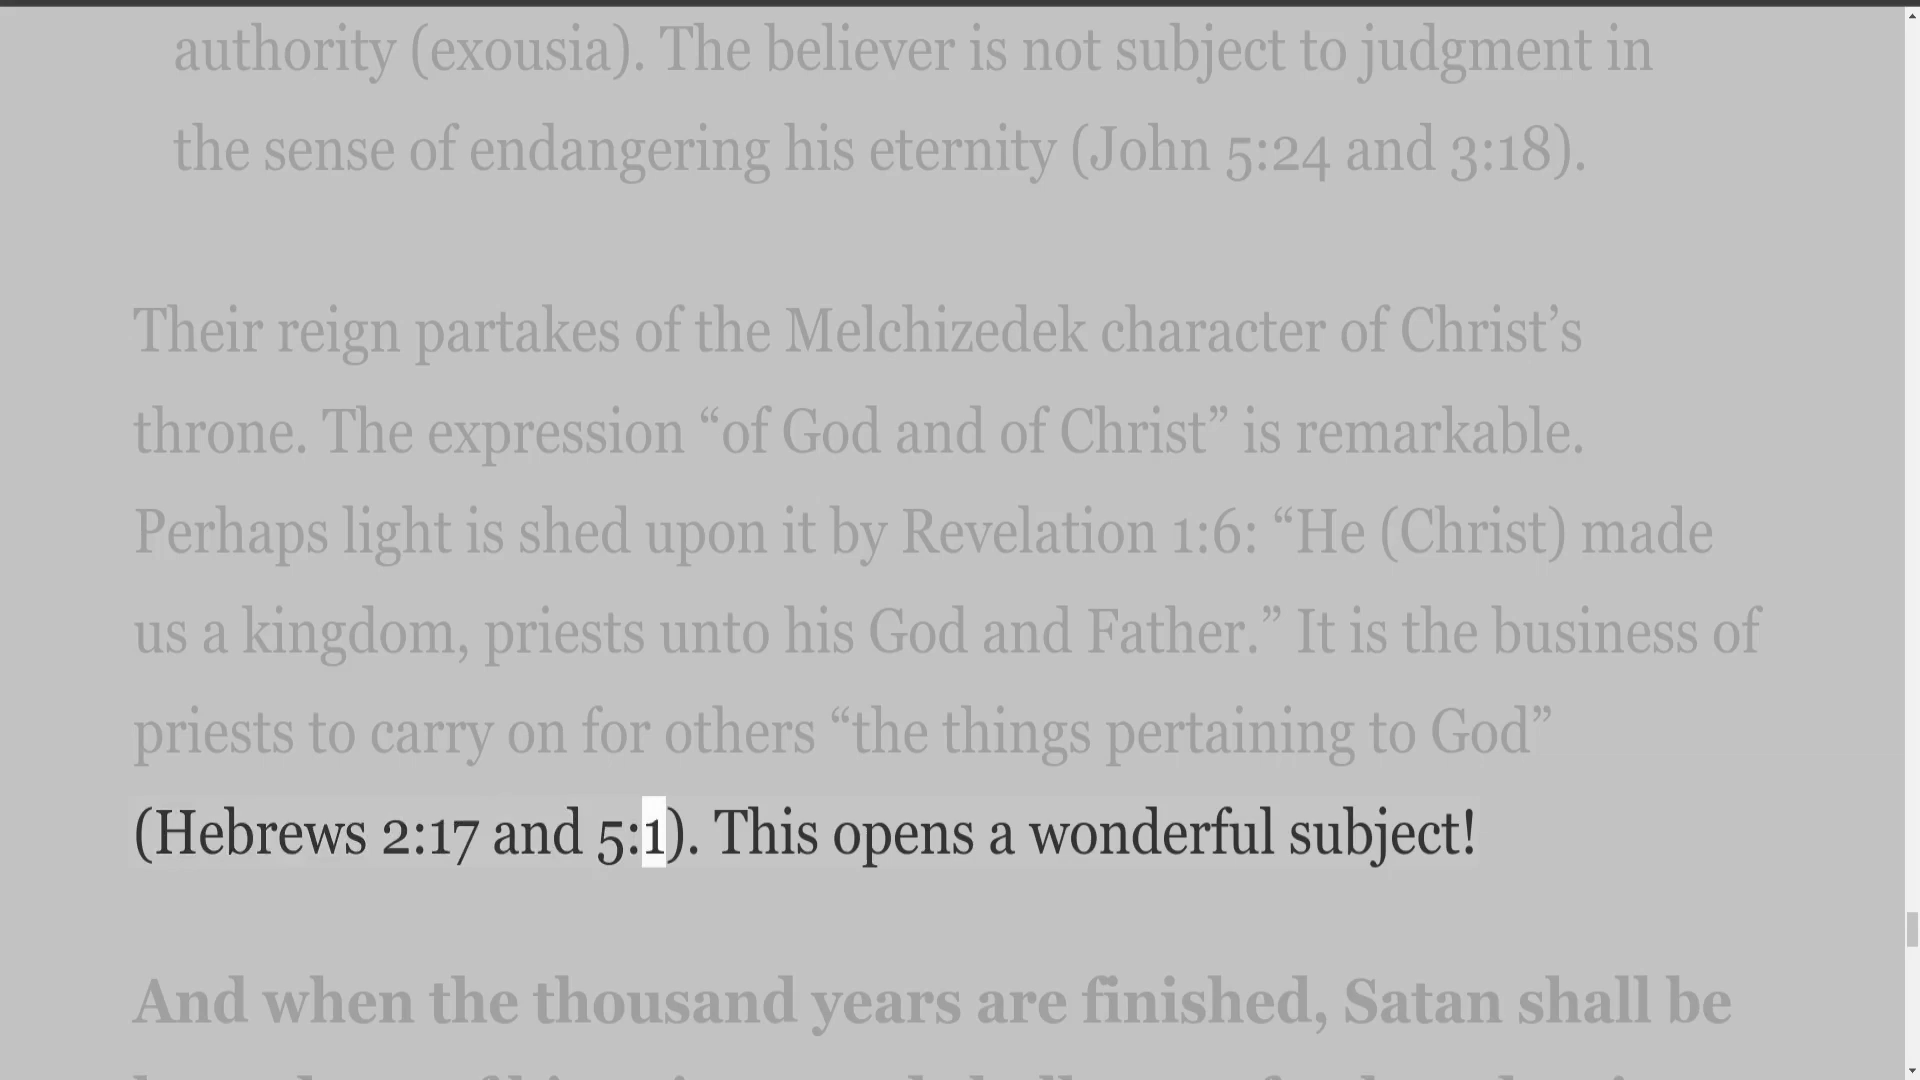 authority (exousia). The believer is not subject to judgment in
the sense of endangering his eternity (John 5:24 and 3:18).
Their reign partakes of the Melchizedek character of Christ’s
throne. The expression “of God and of Christ” is remarkable.
Perhaps light is shed upon it by Revelation 1:6: “He (Christ) made
us a kingdom, priests unto his God and Father.” It is the business of
priests to carry on for others “the things pertaining to God”
(Hebrews 2:17 and 5:1). This opens a wonderful subject!
And when the thousand years are finished, Satan shall be